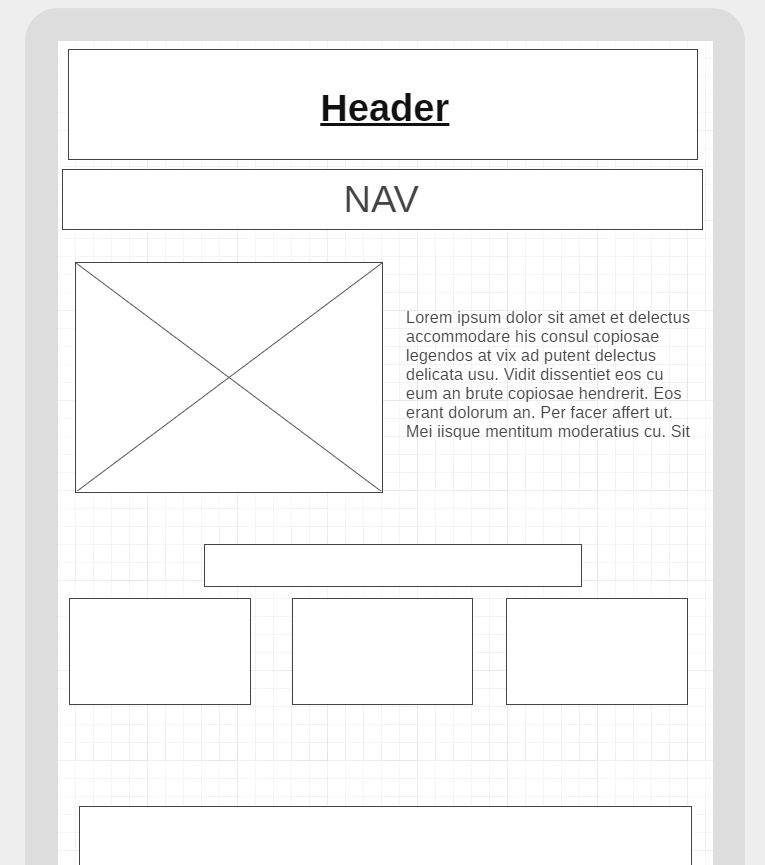 Header
NAV
Lorem ipsum dolor sit amet et delectus
accommodare his consul copiosae
legendos at vix ad putent delectus
delicata usu. Vidit dissentiet eos cu
eum an brute copiosae hendrerit. Eos
erant dolorum an. Per facer affert ut.
Mei iisque mentitum moderatius cu. Sit